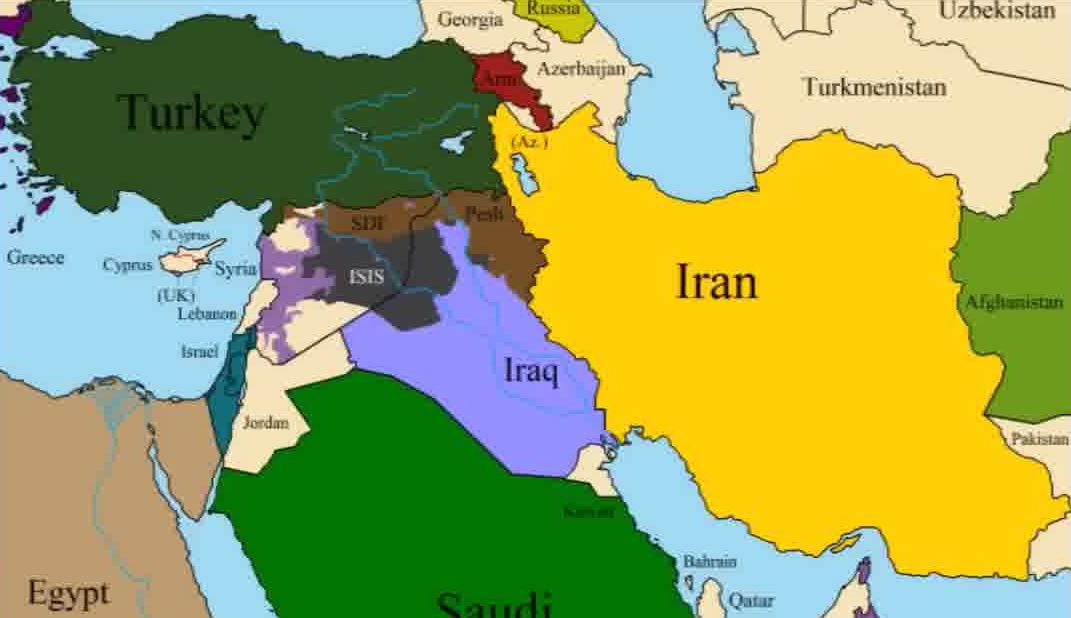 Russia
Georgia
Uzbekistan
Arm
Azerbaijan
Turkmenistan
Turkey
(Az.)
SDF
Pesh
N. Cyprus
Greece
Cyprus
Syria
ISIS
Iran
(UK)
Lebanon
Afghanistan
Israel
Iraq
Jordan
Pakistan
Kuwait
Bahrain
Egypt
Qatar
Saudi